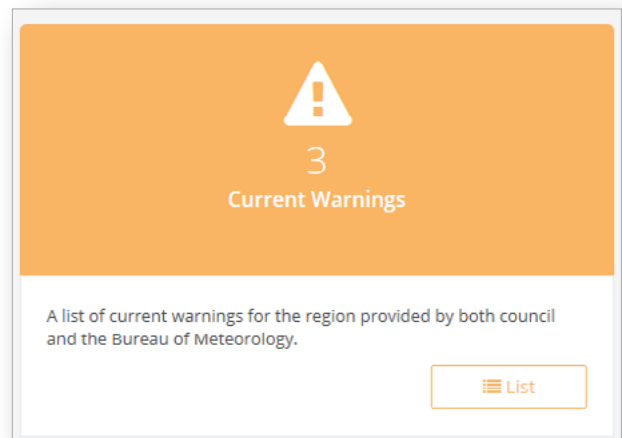 3
Current Warnings
A list of current warnings for the region provided by both council
and the Bureau of Meteorology.
List